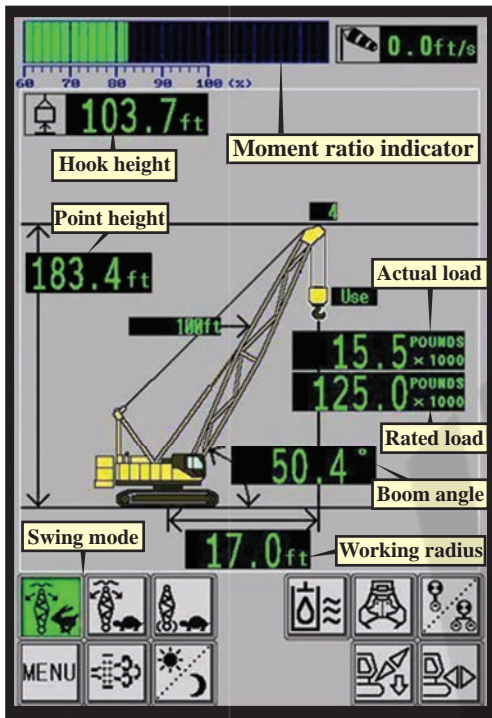 0.0ft/s
60 70 80 90 100 (%)
103.7ft
Moment ratio indicator
Hook height
4
Point height
183.4ft
Actual load
Use
100ft
15.5 POUNDS × 1000
125.0 POUNDS × 1000
Rated load
50.4°
Boom angle
Swing mode
17.0ft
Working radius
MENU